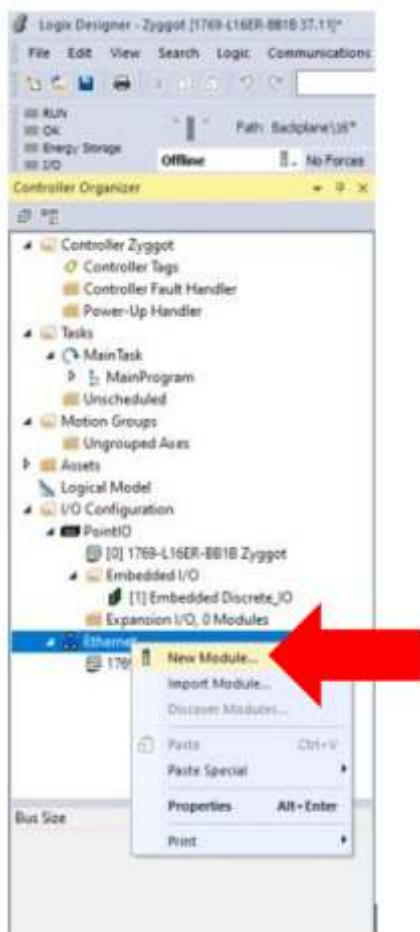 Logix Designer - Zyggot [1769-L16ER-BB1B 37.11]*
File Edit View Search Logic Communications
RUN
OK
Energy Storage
I/O
Path: Backplane\16*
Offline
No Forces
Controller Organizer
Controller Zyggot
Controller Tags
Controller Fault Handler
Power-Up Handler
Tasks
MainTask
MainProgram
Unscheduled
Motion Groups
Ungrouped Axes
Assets
Logical Model
I/O Configuration
PointIO
[0] 1769-L16ER-BB1B Zyggot
Embedded I/O
[1] Embedded Discrete_IO
Expansion I/O, 0 Modules
Ethernet
176
New Module...
Import Module...
Discover Modules...
Paste Ctrl+V
Paste Special
Properties Alt+Enter
Print
Bus Size